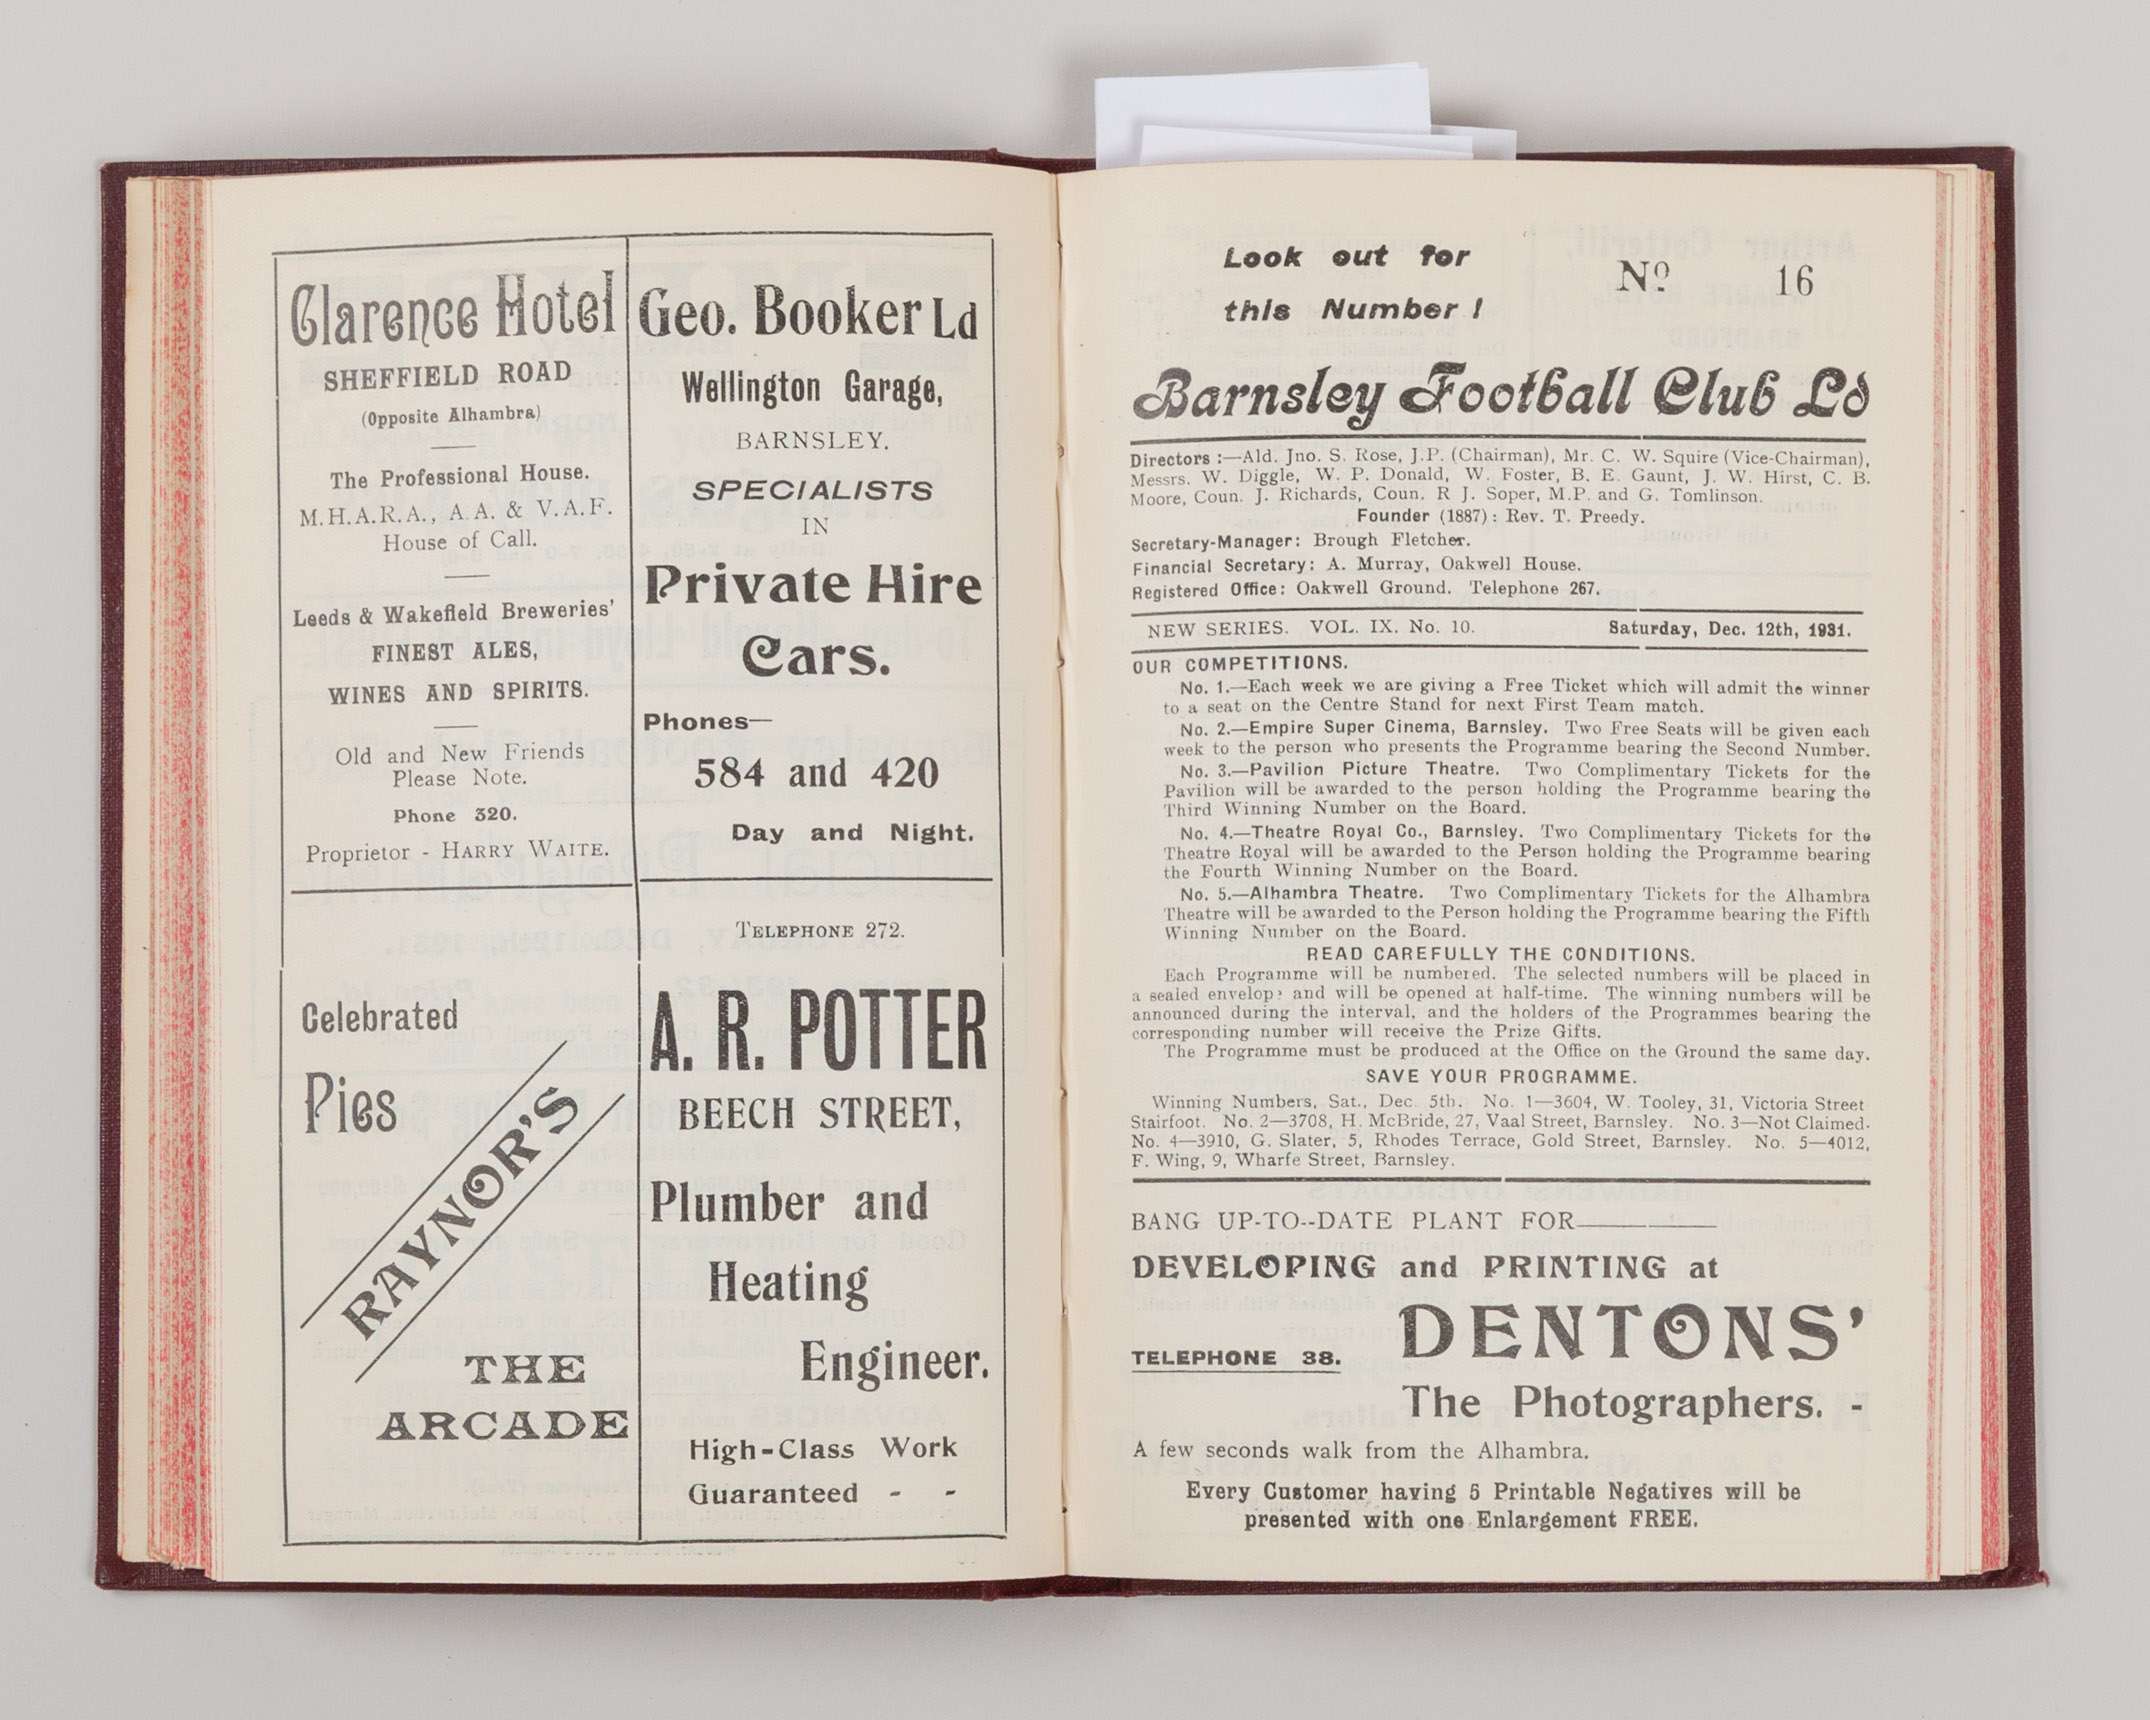 Clarence Hotel
SHEFFIELD ROAD
(Opposite Alhambra)
The Professional House.
M.H.A.R.A., A.A. & V.A.F.
House of Call.
Leeds & Wakefield Breweries'
FINEST ALES,
WINES AND SPIRITS.
Old and New Friends
Please Note.
Phone 320.
Proprietor - HARRY WAITE.
Geo. Booker Ld
Wellington Garage,
BARNSLEY.
SPECIALISTS
IN
Private Hire
Cars.
Phones—
584 and 420
Day and Night.
Celebrated
Pies
RAYNOR'S
THE
ARCADE
TELEPHONE 272.
A. R. POTTER
BEECH STREET,
Plumber and
Heating
Engineer.
High-Class Work
Guaranteed - -
Look out for
this Number !
No. 16
Barnsley Football Club Ld
Directors :—Ald. Jno. S. Rose, J.P. (Chairman), Mr. C. W. Squire (Vice-Chairman),
Messrs. W. Diggle, W. P. Donald, W. Foster, B. E. Gaunt, J. W. Hirst, C. B.
Moore, Coun. J. Richards, Coun. R J. Soper, M.P. and G. Tomlinson.
Founder (1887) : Rev. T. Preedy.
Secretary-Manager: Brough Fletcher.
Financial Secretary: A. Murray, Oakwell House.
Registered Office: Oakwell Ground. Telephone 267.
NEW SERIES. VOL. IX. No. 10. Saturday, Dec. 12th, 1931.
OUR COMPETITIONS.
No. 1.—Each week we are giving a Free Ticket which will admit the winner
to a seat on the Centre Stand for next First Team match.
No. 2.—Empire Super Cinema, Barnsley. Two Free Seats will be given each
week to the person who presents the Programme bearing the Second Number.
No. 3.—Pavilion Picture Theatre. Two Complimentary Tickets for the
Pavilion will be awarded to the person holding the Programme bearing the
Third Winning Number on the Board.
No. 4.—Theatre Royal Co., Barnsley. Two Complimentary Tickets for the
Theatre Royal will be awarded to the Person holding the Programme bearing
the Fourth Winning Number on the Board.
No. 5.—Alhambra Theatre. Two Complimentary Tickets for the Alhambra
Theatre will be awarded to the Person holding the Programme bearing the Fifth
Winning Number on the Board.
READ CAREFULLY THE CONDITIONS.
Each Programme will be numbered. The selected numbers will be placed in
a sealed envelope and will be opened at half-time. The winning numbers will be
announced during the interval, and the holders of the Programmes bearing the
corresponding number will receive the Prize Gifts.
The Programme must be produced at the Office on the Ground the same day.
SAVE YOUR PROGRAMME.
Winning Numbers, Sat., Dec. 5th. No. 1—3604, W. Tooley, 31, Victoria Street
Stairfoot. No. 2—3708, H. McBride, 27, Vaal Street, Barnsley. No. 3—Not Claimed.
No. 4—3910, G. Slater, 5, Rhodes Terrace, Gold Street, Barnsley. No. 5—4012,
F. Wing, 9, Wharfe Street, Barnsley.
BANG UP-TO--DATE PLANT FOR———
DEVELOPING and PRINTING at
DENTONS'
TELEPHONE 38.
The Photographers. -
A few seconds walk from the Alhambra.
Every Customer having 5 Printable Negatives will be
presented with one Enlargement FREE.